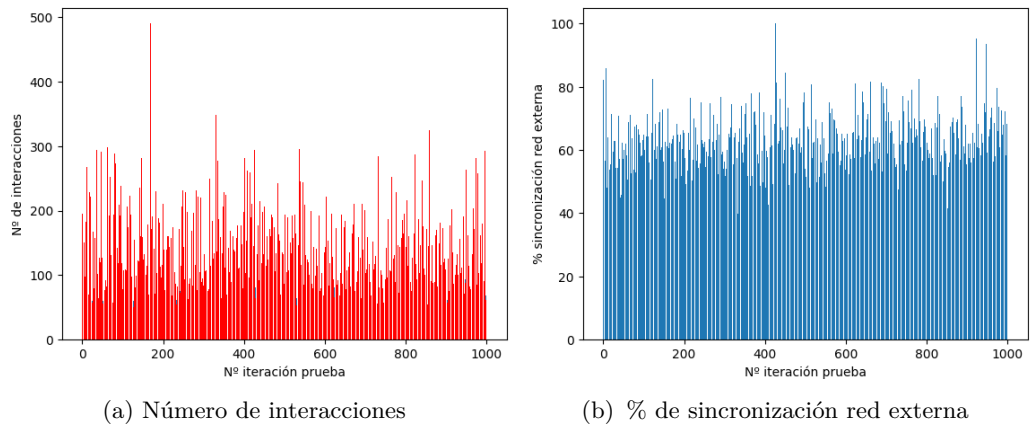 500
400
300
200
100
0
Nº de interacciones
0 200 400 600 800 1000
Nº iteración prueba
(a) Número de interacciones
100
80
60
40
20
0
% sincronización red externa
0 200 400 600 800 1000
Nº iteración prueba
(b) % de sincronización red externa